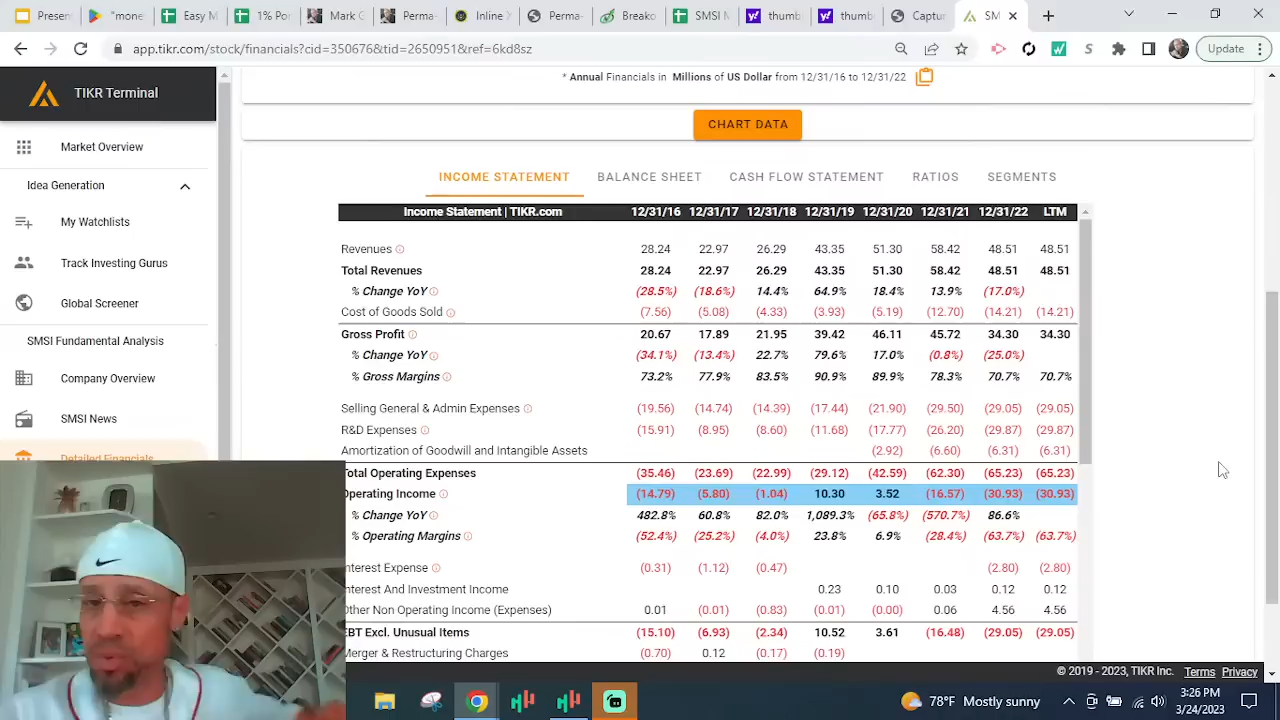 Presen
"mone
Easy M
1% Po
Mark C
Perma
Inline
Perma-
Breako
SMSI -
thumb
thumb
Captur
SM
app.tikr.com/stock/financials?cid=350676&tid=2650951&ref=6kd8sz
Update
TIKR Terminal
Market Overview
Idea Generation
My Watchlists
Track Investing Gurus
Global Screener
SMSI Fundamental Analysis
Company Overview
SMSI News
Detailed Financials
* Annual Financials in Millions of US Dollar from 12/31/16 to 12/31/22
CHART DATA
INCOME STATEMENT BALANCE SHEET CASH FLOW STATEMENT RATIOS SEGMENTS
Income Statement | TIKR.com 12/31/16 12/31/17 12/31/18 12/31/19 12/31/20 12/31/21 12/31/22 LTM
Revenues 28.24 22.97 26.29 43.35 51.30 58.42 48.51 48.51
Total Revenues 28.24 22.97 26.29 43.35 51.30 58.42 48.51 48.51
% Change YoY (28.5%) (18.6%) 14.4% 64.9% 18.4% 13.9% (17.0%)
Cost of Goods Sold (7.56) (5.08) (4.33) (3.93) (5.19) (12.70) (14.21) (14.21)
Gross Profit 20.67 17.89 21.95 39.42 46.11 45.72 34.30 34.30
% Change YoY (34.1%) (13.4%) 22.7% 79.6% 17.0% (0.8%) (25.0%)
% Gross Margins 73.2% 77.9% 83.5% 90.9% 89.9% 78.3% 70.7% 70.7%
Selling General & Admin Expenses (19.56) (14.74) (14.39) (17.44) (21.90) (29.50) (29.05) (29.05)
R&D Expenses (15.91) (8.95) (8.60) (11.68) (17.77) (26.20) (29.87) (29.87)
Amortization of Goodwill and Intangible Assets (2.92) (6.60) (6.31) (6.31)
Total Operating Expenses (35.46) (23.69) (22.99) (29.12) (42.59) (62.30) (65.23) (65.23)
Operating Income (14.79) (5.80) (1.04) 10.30 3.52 (16.57) (30.93) (30.93)
% Change YoY 482.8% 60.8% 82.0% 1,089.3% (65.8%) (570.7%) 86.6%
% Operating Margins (52.4%) (25.2%) (4.0%) 23.8% 6.9% (28.4%) (63.7%) (63.7%)
nterest Expense (0.31) (1.12) (0.47) (2.80) (2.80)
nterest And Investment Income 0.23 0.10 0.03 0.12 0.12
Other Non Operating Income (Expenses) 0.01 (0.01) (0.83) (0.01) (0.00) 0.06 4.56 4.56
EBT Excl. Unusual Items (15.10) (6.93) (2.34) 10.52 3.61 (16.48) (29.05) (29.05)
Merger & Restructuring Charges (0.70) 0.12 (0.17) (0.19)
© 2019 - 2023, TIKR Inc. Terms Privacy
78°F Mostly sunny
3:26 PM
3/24/2023